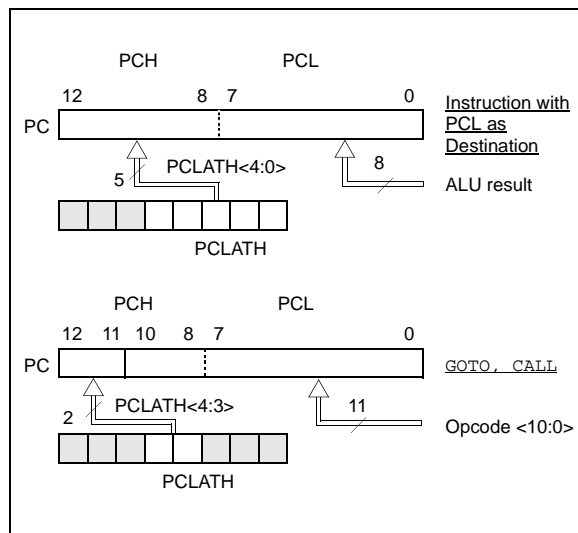 PCH PCL
12 8 7 0
PC
Instruction with
PCL as
Destination
5 PCLATH<4:0> 8
ALU result
PCLATH
PCH PCL
12 11 10 8 7 0
PC
GOTO, CALL
2 PCLATH<4:3> 11
Opcode <10:0>
PCLATH